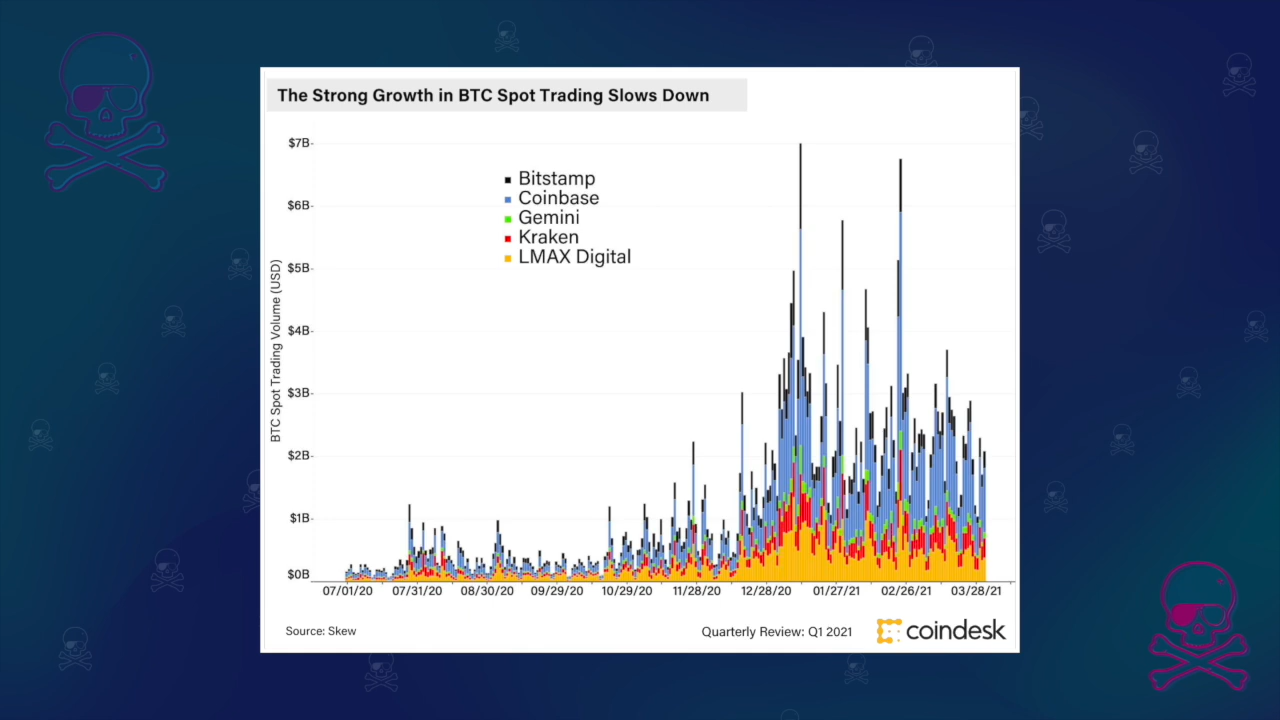 The Strong Growth in BTC Spot Trading Slows Down
$7B
$6B
$5B
$4B
$3B
$2B
$1B
$0B
BTC Spot Trading Volume (USD)
Bitstamp
Coinbase
Gemini
Kraken
LMAX Digital
07/01/20 07/31/20 08/30/20 09/29/20 10/29/20 11/28/20 12/28/20 01/27/21 02/26/21 03/28/21
Source: Skew
Quarterly Review: Q1 2021
coindesk